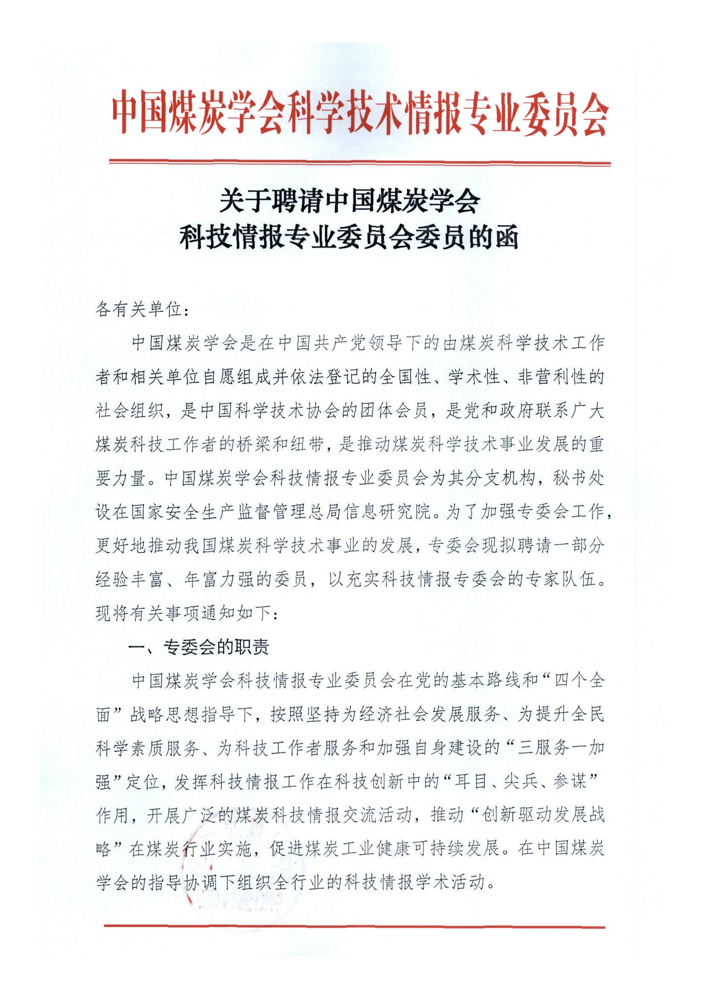 中国煤炭学会科学技术情报专业委员会
关于聘请中国煤炭学会
科技情报专业委员会委员的函
各有关单位：
中国煤炭学会是在中国共产党领导下的由煤炭科学技术工作
者和相关单位自愿组成并依法登记的全国性、学术性、非营利性的
社会组织，是中国科学技术协会的团体会员，是党和政府联系广大
煤炭科技工作者的桥梁和纽带，是推动煤炭科学技术事业发展的重
要力量。中国煤炭学会科技情报专业委员会为其分支机构，秘书处
设在国家安全生产监督管理总局信息研究院。为了加强专委会工作，
更好地推动我国煤炭科学技术事业的发展，专委会现拟聘请一部分
经验丰富、年富力强的委员，以充实科技情报专委会的专家队伍。
现将有关事项通知如下：
一、专委会的职责
中国煤炭学会科技情报专业委员会在党的基本路线和“四个全
面”战略思想指导下，按照坚持为经济社会发展服务、为提升全民
科学素质服务、为科技工作者服务和加强自身建设的“三服务一加
强”定位，发挥科技情报工作在科技创新中的“耳目、尖兵、参谋”
作用，开展广泛的煤炭科技情报交流活动，推动“创新驱动发展战
略”在煤炭行业实施，促进煤炭工业健康可持续发展。在中国煤炭
学会的指导协调下组织全行业的科技情报学术活动。